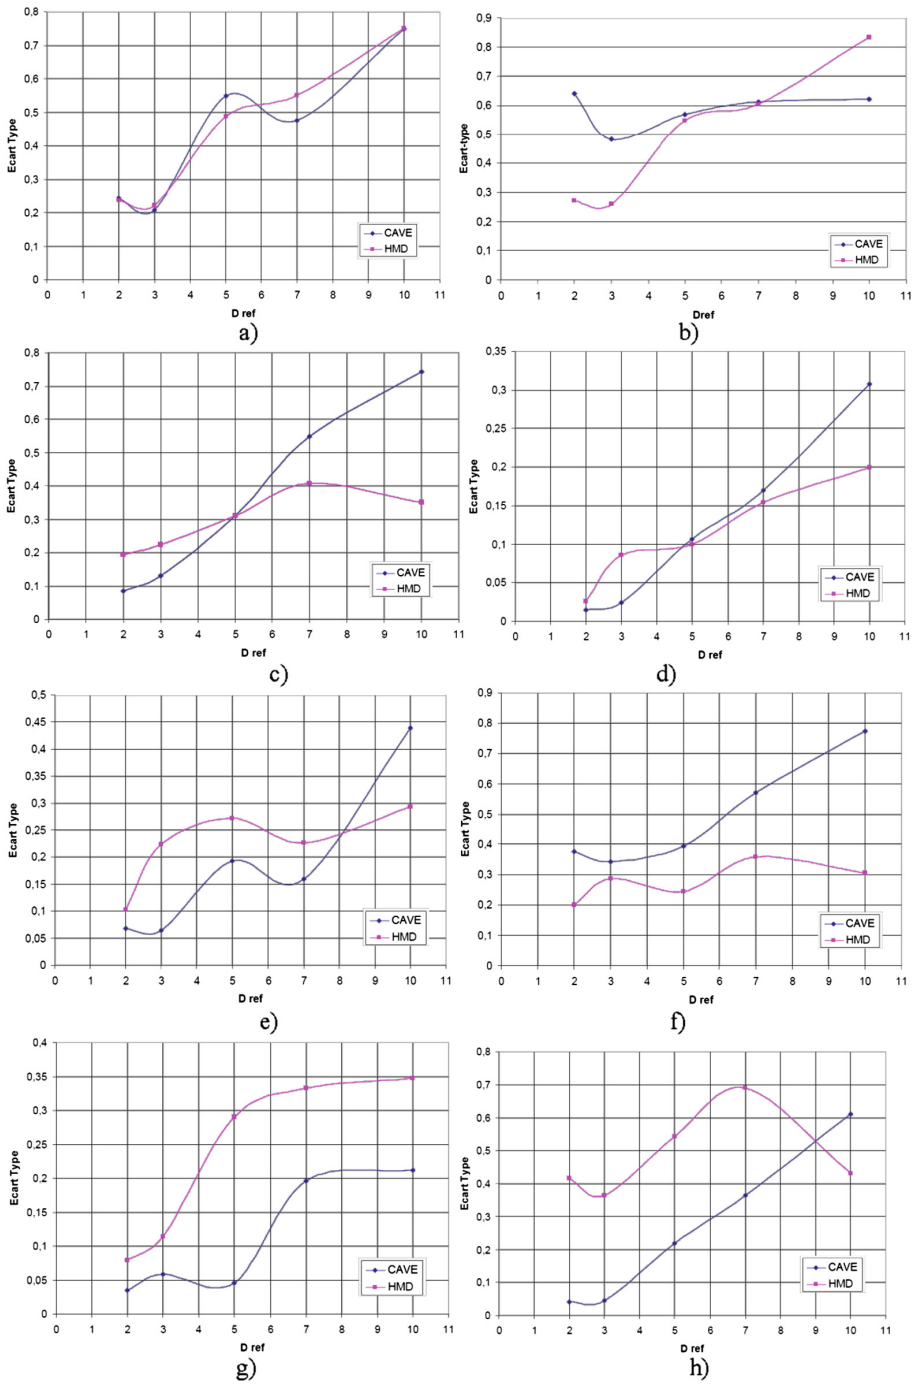 0,8
0,7
0,6
0,5
0,4
0,3
0,2
0,1
0
Ecart Type
CAVE
HMD
0 1 2 3 4 5 6 7 8 9 10 11
D ref
a)
0,9
0,8
0,7
0,6
0,5
0,4
0,3
0,2
0,1
0
Ecart-type
CAVE
HMD
0 1 2 3 4 5 6 7 8 9 10 11
Dref
b)
0,8
0,7
0,6
0,5
0,4
0,3
0,2
0,1
0
Ecart Type
CAVE
HMD
0 1 2 3 4 5 6 7 8 9 10 11
D ref
c)
0,35
0,3
0,25
0,2
0,15
0,1
0,05
0
Ecart Type
CAVE
HMD
0 1 2 3 4 5 6 7 8 9 10 11
D ref
d)
0,5
0,45
0,4
0,35
0,3
0,25
0,2
0,15
0,1
0,05
0
Ecart Type
CAVE
HMD
0 1 2 3 4 5 6 7 8 9 10 11
D ref
e)
0,9
0,8
0,7
0,6
0,5
0,4
0,3
0,2
0,1
0
Ecart Type
CAVE
HMD
0 1 2 3 4 5 6 7 8 9 10 11
D ref
f)
0,4
0,35
0,3
0,25
0,2
0,15
0,1
0,05
0
Ecart Type
CAVE
HMD
0 1 2 3 4 5 6 7 8 9 10 11
D ref
g)
0,8
0,7
0,6
0,5
0,4
0,3
0,2
0,1
0
Ecart Type
CAVE
HMD
0 1 2 3 4 5 6 7 8 9 10 11
D ref
h)